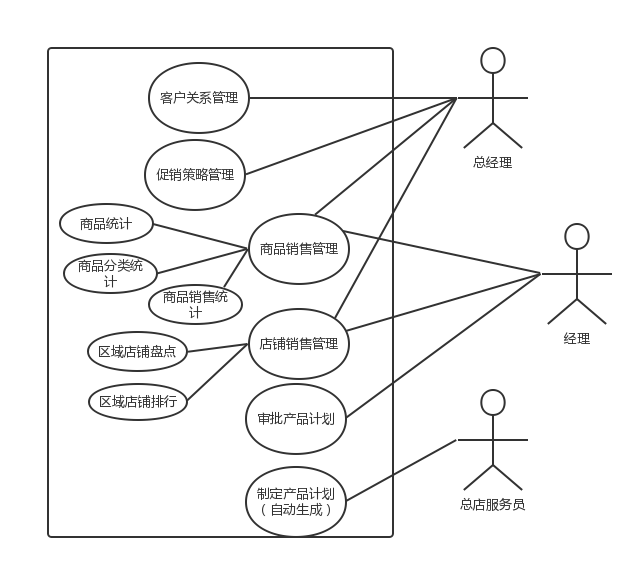 客户关系管理
总经理
促销策略管理
商品统计
商品销售管理
商品分类统
计
商品销售统
计
经理
店铺销售管理
区域店铺盘点
区域店铺排行
审批产品计划
制定产品计划
（自动生成）
总店服务员